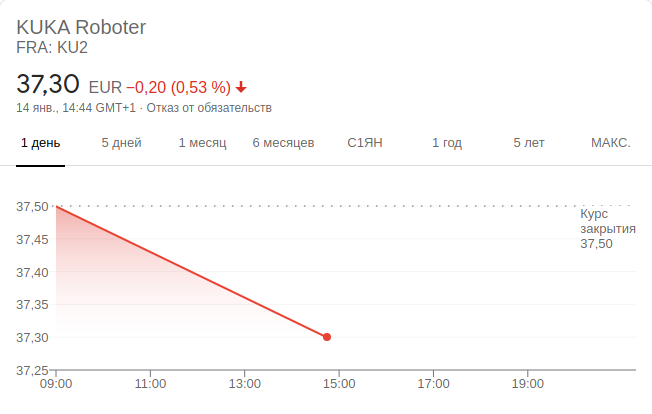 KUKA Roboter
FRA: KU2
37,30 EUR −0,20 (0,53 %)
14 янв., 14:44 GMT+1 · Отказ от обязательств
1 день 5 дней 1 месяц 6 месяцев С1ЯН 1 год 5 лет МАКС.
37,50
Курс
закрытия
37,50
37,45
37,40
37,35
37,30
37,25
09:00 11:00 13:00 15:00 17:00 19:00